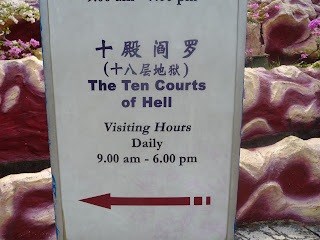 十殿阎罗
(十八层地狱)
The Ten Courts
of Hell
Visiting Hours
Daily
9.00 am - 6.00 pm